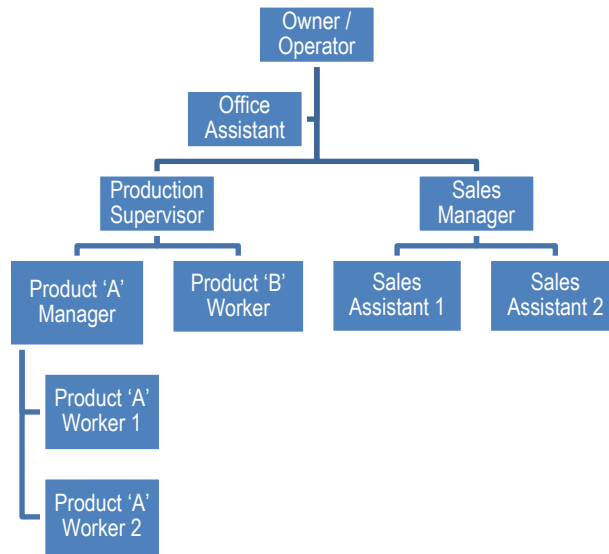 Owner /
Operator
Office
Assistant
Production
Supervisor
Sales
Manager
Product ‘A’
Manager
Product ‘B’
Worker
Sales
Assistant 1
Sales
Assistant 2
Product ‘A’
Worker 1
Product ‘A’
Worker 2